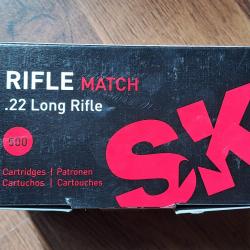 RIFLE MATCH
.22 Long Rifle
500
Cartridges | Patronen
Cartuchos | Cartouches
SK